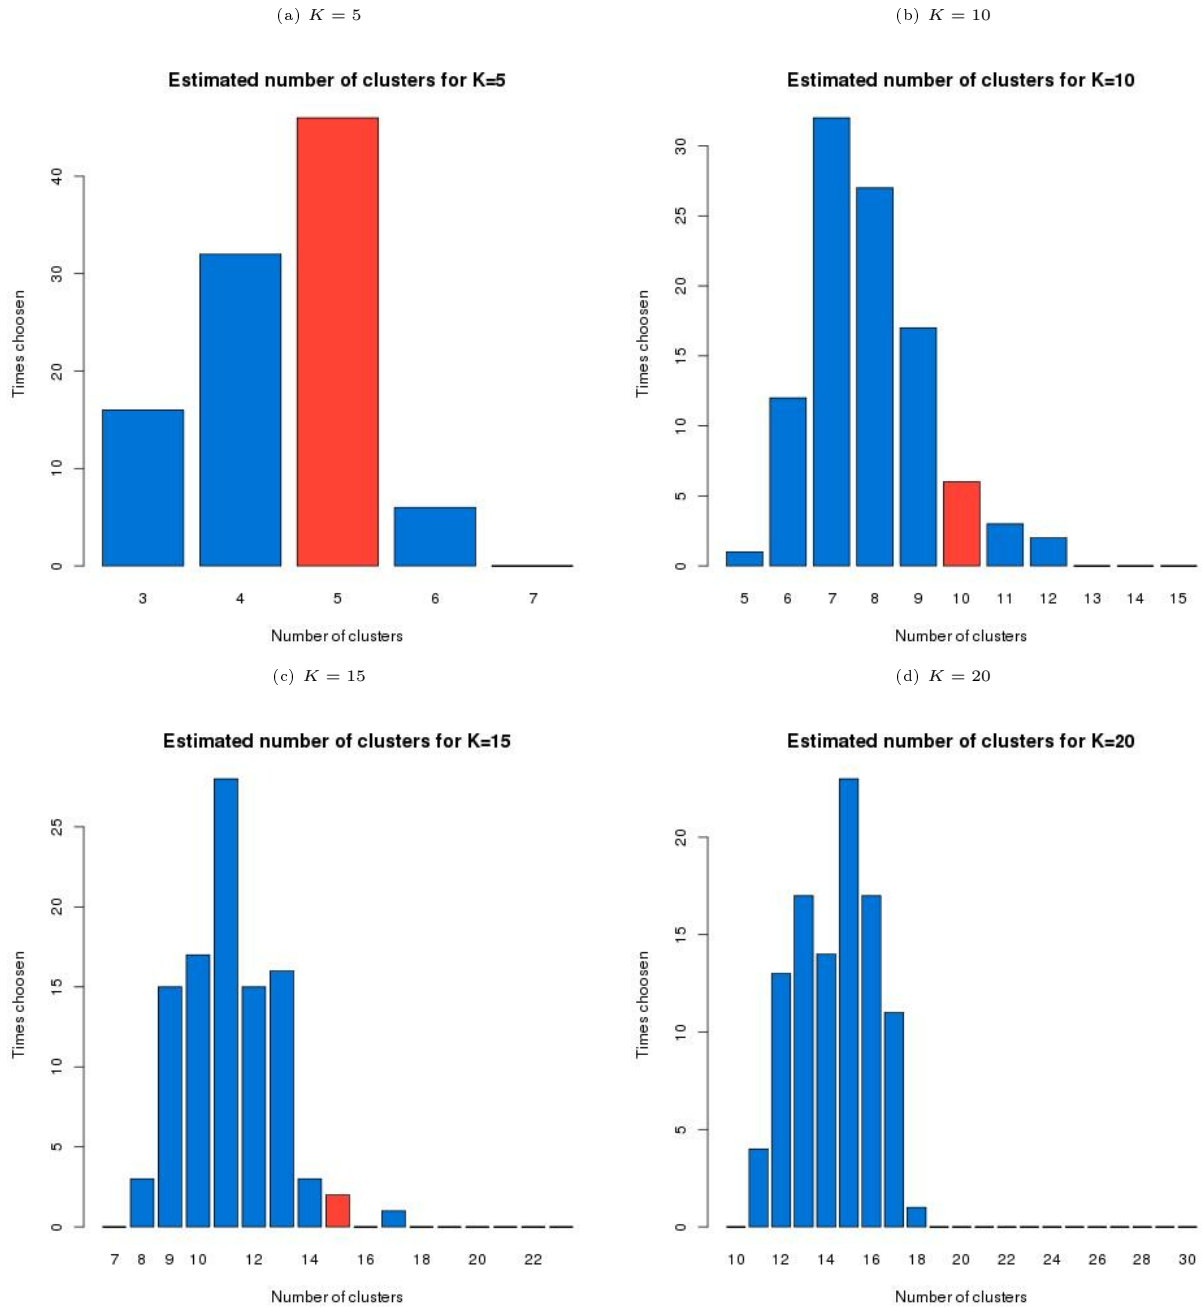 (a) K = 5
(b) K = 10
Estimated number of clusters for K=5
Times choosen
0 10 20 30 40
3 4 5 6 7
Number of clusters
Estimated number of clusters for K=10
Times choosen
0 5 10 15 20 25 30
5 6 7 8 9 10 11 12 13 14 15
Number of clusters
(c) K = 15
(d) K = 20
Estimated number of clusters for K=15
Times choosen
0 5 10 15 20 25
7 8 9 10 12 14 16 18 20 22
Number of clusters
Estimated number of clusters for K=20
Times choosen
0 5 10 15 20
10 12 14 16 18 20 22 24 26 28 30
Number of clusters